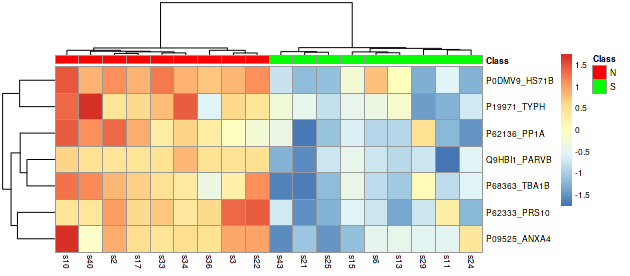 Class
P0DMV9_HS71B
P19971_TYPH
P62136_PP1A
Q9HBI1_PARVB
P68363_TBA1B
P62333_PRS10
P09525_ANXA4
s10 s40 s2 s17 s33 s34 s36 s3 s22 s43 s21 s25 s15 s6 s13 s29 s11 s24
1.5
1
0.5
0
-0.5
-1
-1.5
Class
N
S